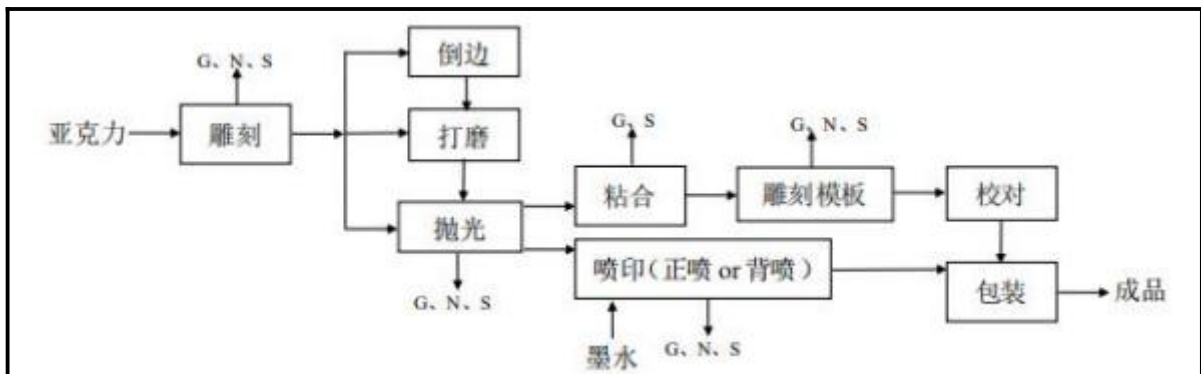 倒边
G、N、S
亚克力
雕刻
打磨
G、S
G、N、S
粘合
雕刻模板
校对
抛光
喷印（正喷 or 背喷）
包装
成品
G、N、S
墨水
G、N、S